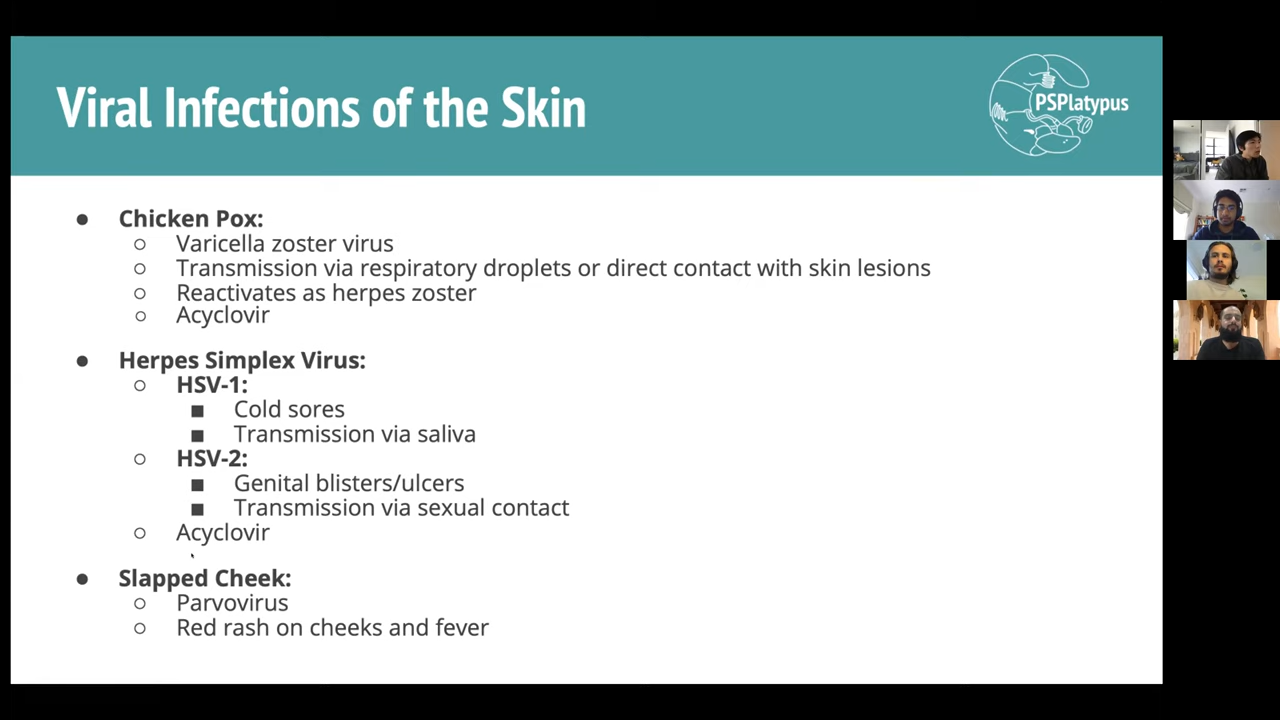 Viral Infections of the Skin
PSPlatypus
● Chicken Pox:
○ Varicella zoster virus
○ Transmission via respiratory droplets or direct contact with skin lesions
○ Reactivates as herpes zoster
○ Acyclovir
● Herpes Simplex Virus:
○ HSV-1:
■ Cold sores
■ Transmission via saliva
○ HSV-2:
■ Genital blisters/ulcers
■ Transmission via sexual contact
○ Acyclovir
● Slapped Cheek:
○ Parvovirus
○ Red rash on cheeks and fever